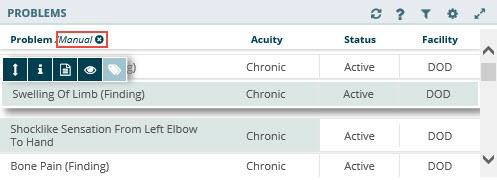 PROBLEMS
Problem Manual Acuity Status Facility
g) Chronic Active DOD
Swelling Of Limb (Finding) Chronic Active DOD
Shocklike Sensation From Left Elbow Chronic Active DOD
To Hand
Bone Pain (Finding) Chronic Active DOD